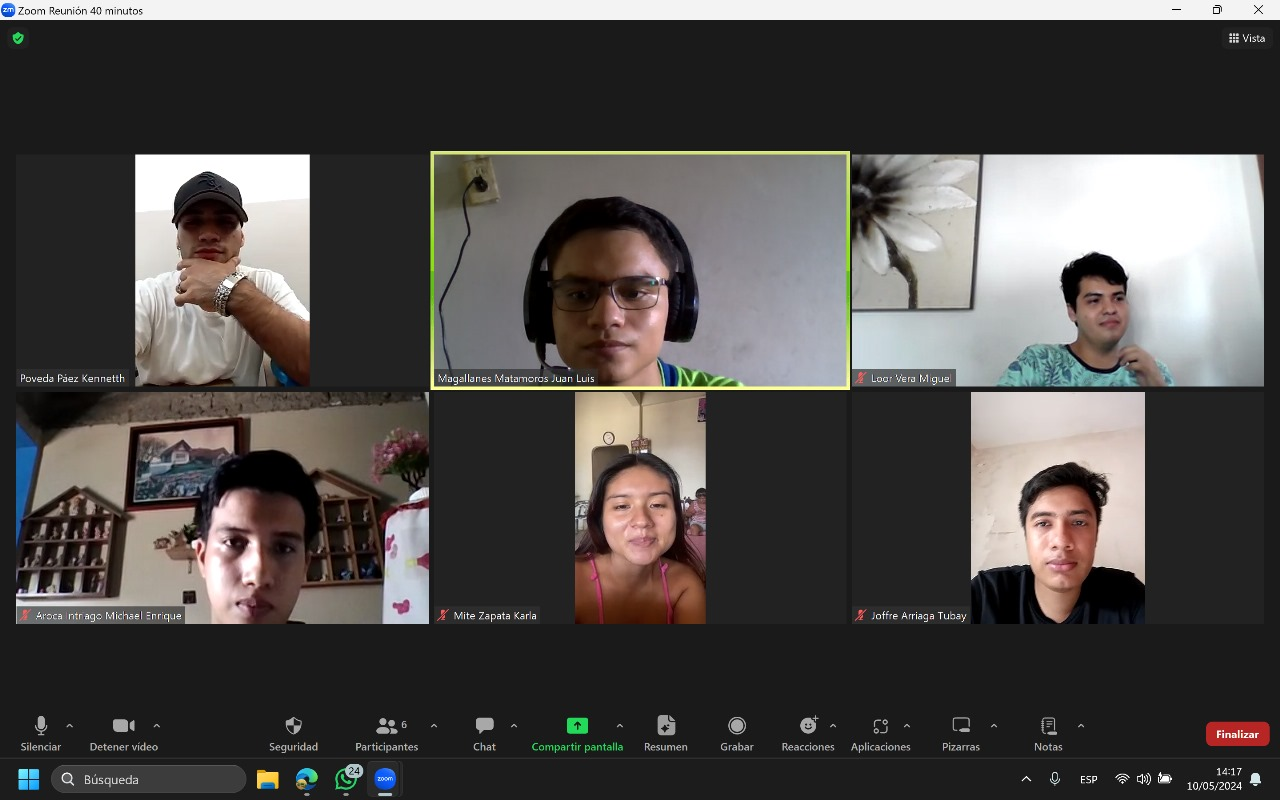 Zoom Reunión 40 minutos
Vista
Poveda Páez Kennetth
Magallanes Matamoros Juan Luis
Loor Vera Miguel
Aroca Intriago Michael Enrique
Mite Zapata Karla
Joffre Arriaga Tubay
6
Silenciar
Detener video
Seguridad
Participantes
Chat
Compartir pantalla
Resumen
Grabar
Reacciones
Aplicaciones
Pizarras
Notas
Finalizar
Búsqueda
24
zoom
ESP
14:17
10/05/2024